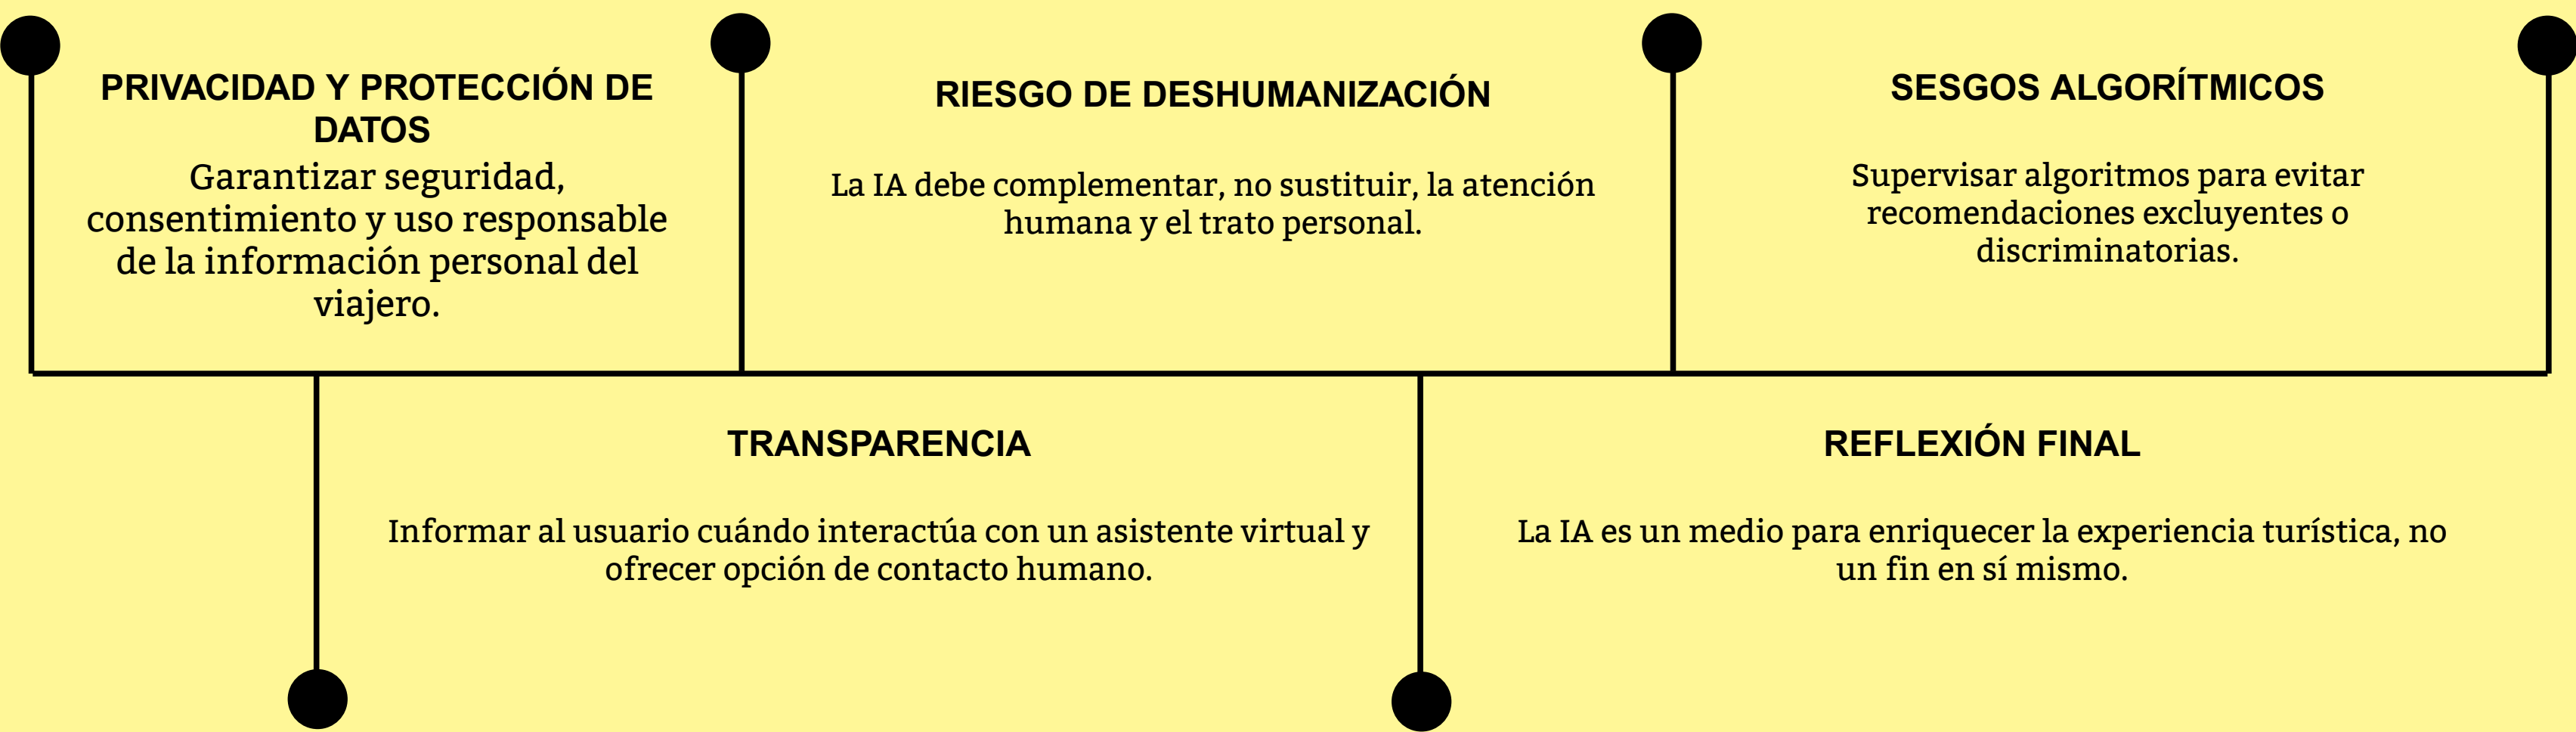 PRIVACIDAD Y PROTECCIÓN DE
DATOS
Garantizar seguridad,
consentimiento y uso responsable
de la información personal del
viajero.
RIESGO DE DESHUMANIZACIÓN
La IA debe complementar, no sustituir, la atención
humana y el trato personal.
SESGOS ALGORÍTMICOS
Supervisar algoritmos para evitar
recomendaciones excluyentes o
discriminatorias.
TRANSPARENCIA
Informar al usuario cuándo interactúa con un asistente virtual y
ofrecer opción de contacto humano.
REFLEXIÓN FINAL
La IA es un medio para enriquecer la experiencia turística, no
un fin en sí mismo.